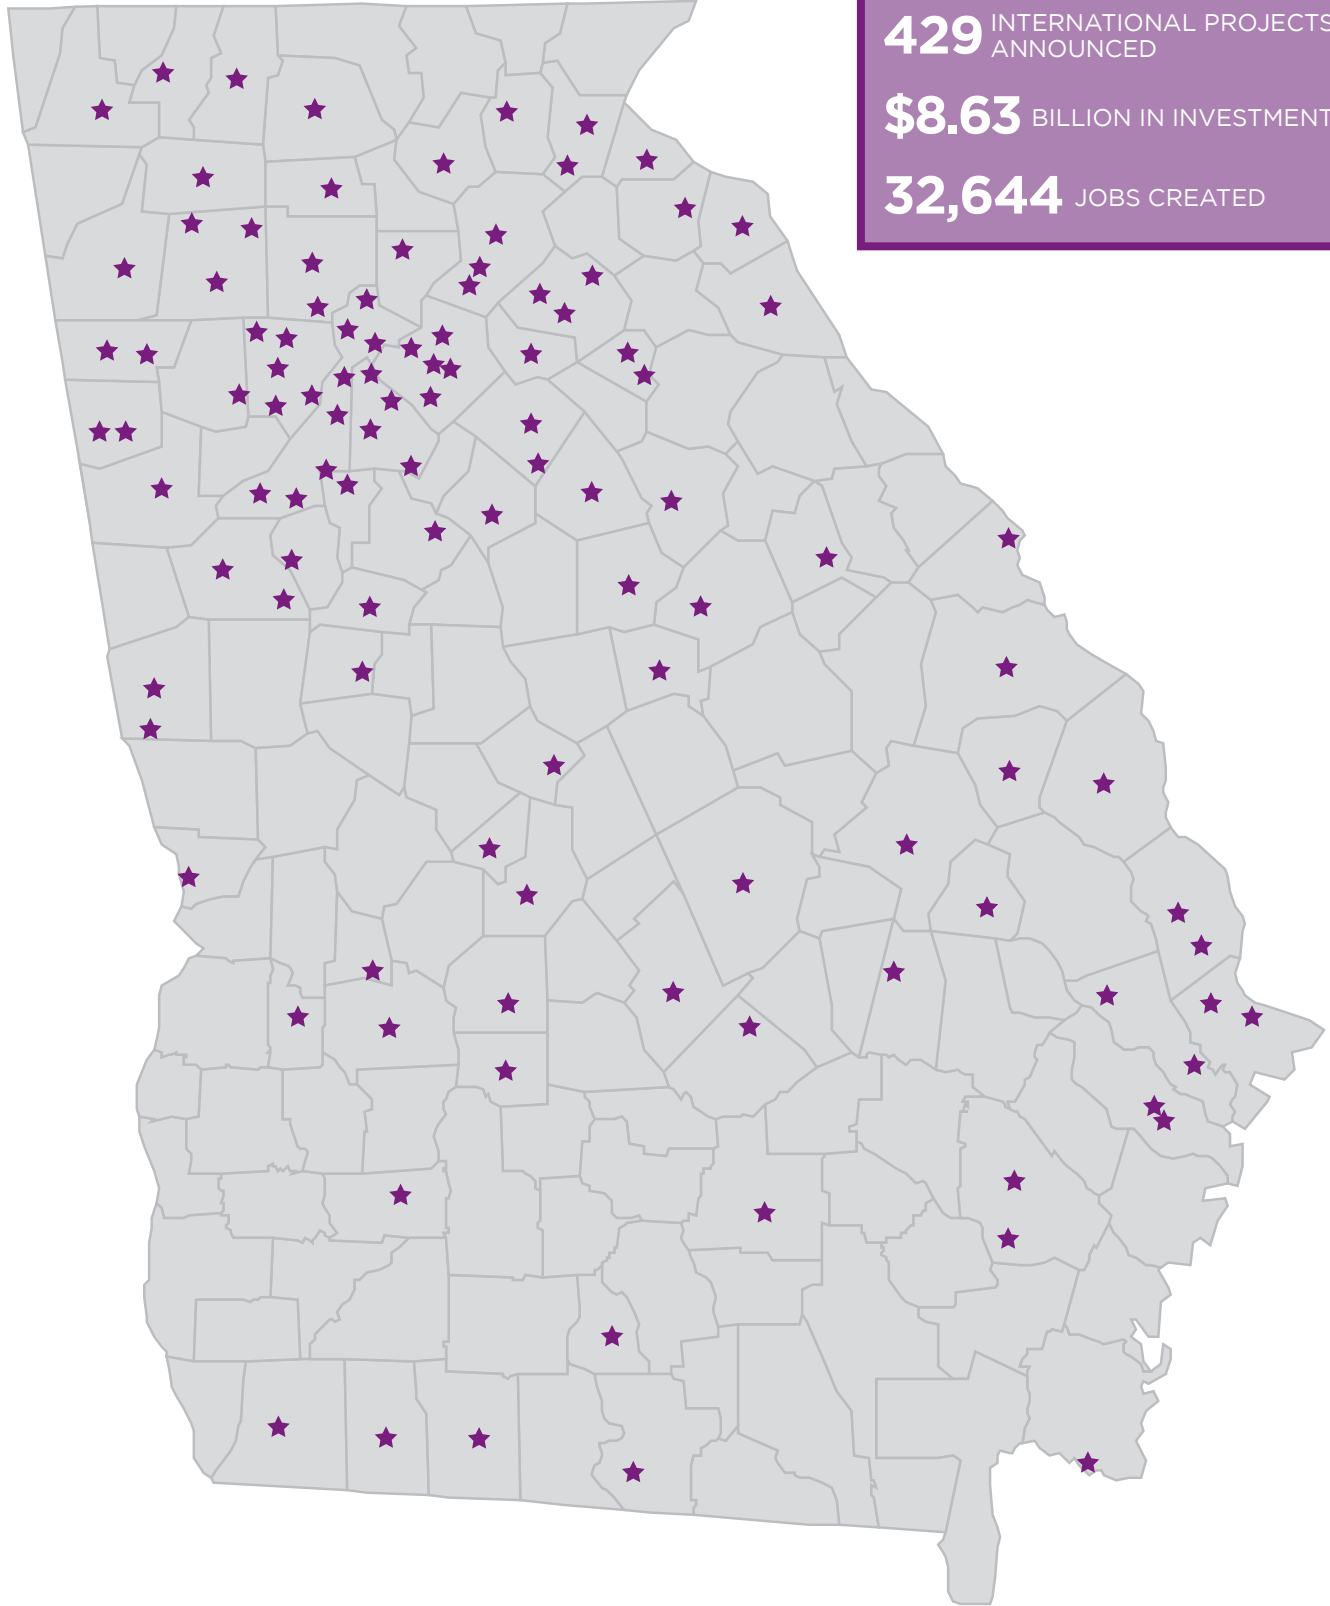 429 INTERNATIONAL PROJECTS
ANNOUNCED
$8.63 BILLION IN INVESTMENT
32,644 JOBS CREATED